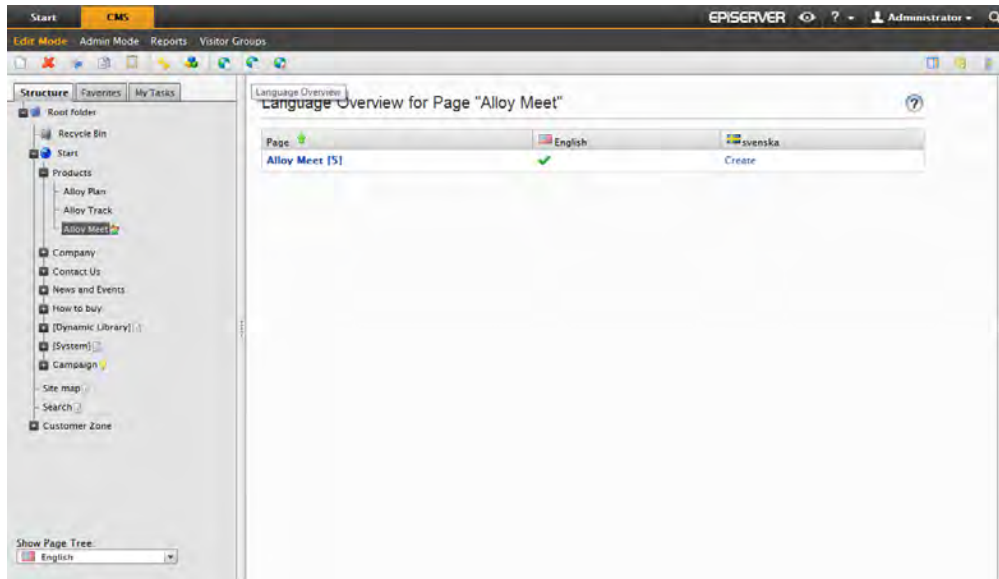 Start CMS EPiSERVER ? Administrator
Edit Mode Admin Mode Reports Visitor Groups
Structure Favorites My Tasks
Root folder
Recycle Bin
Start
Products
Alloy Plan
Alloy Track
Alloy Meet
Company
Contact Us
News and Events
How to buy
[Dynamic Library]
[System]
Campaign
Site map
Search
Customer Zone
Show Page Tree:
English
Language Overview
Language Overview for Page "Alloy Meet"
?
Page English svenska
Alloy Meet [5] Create